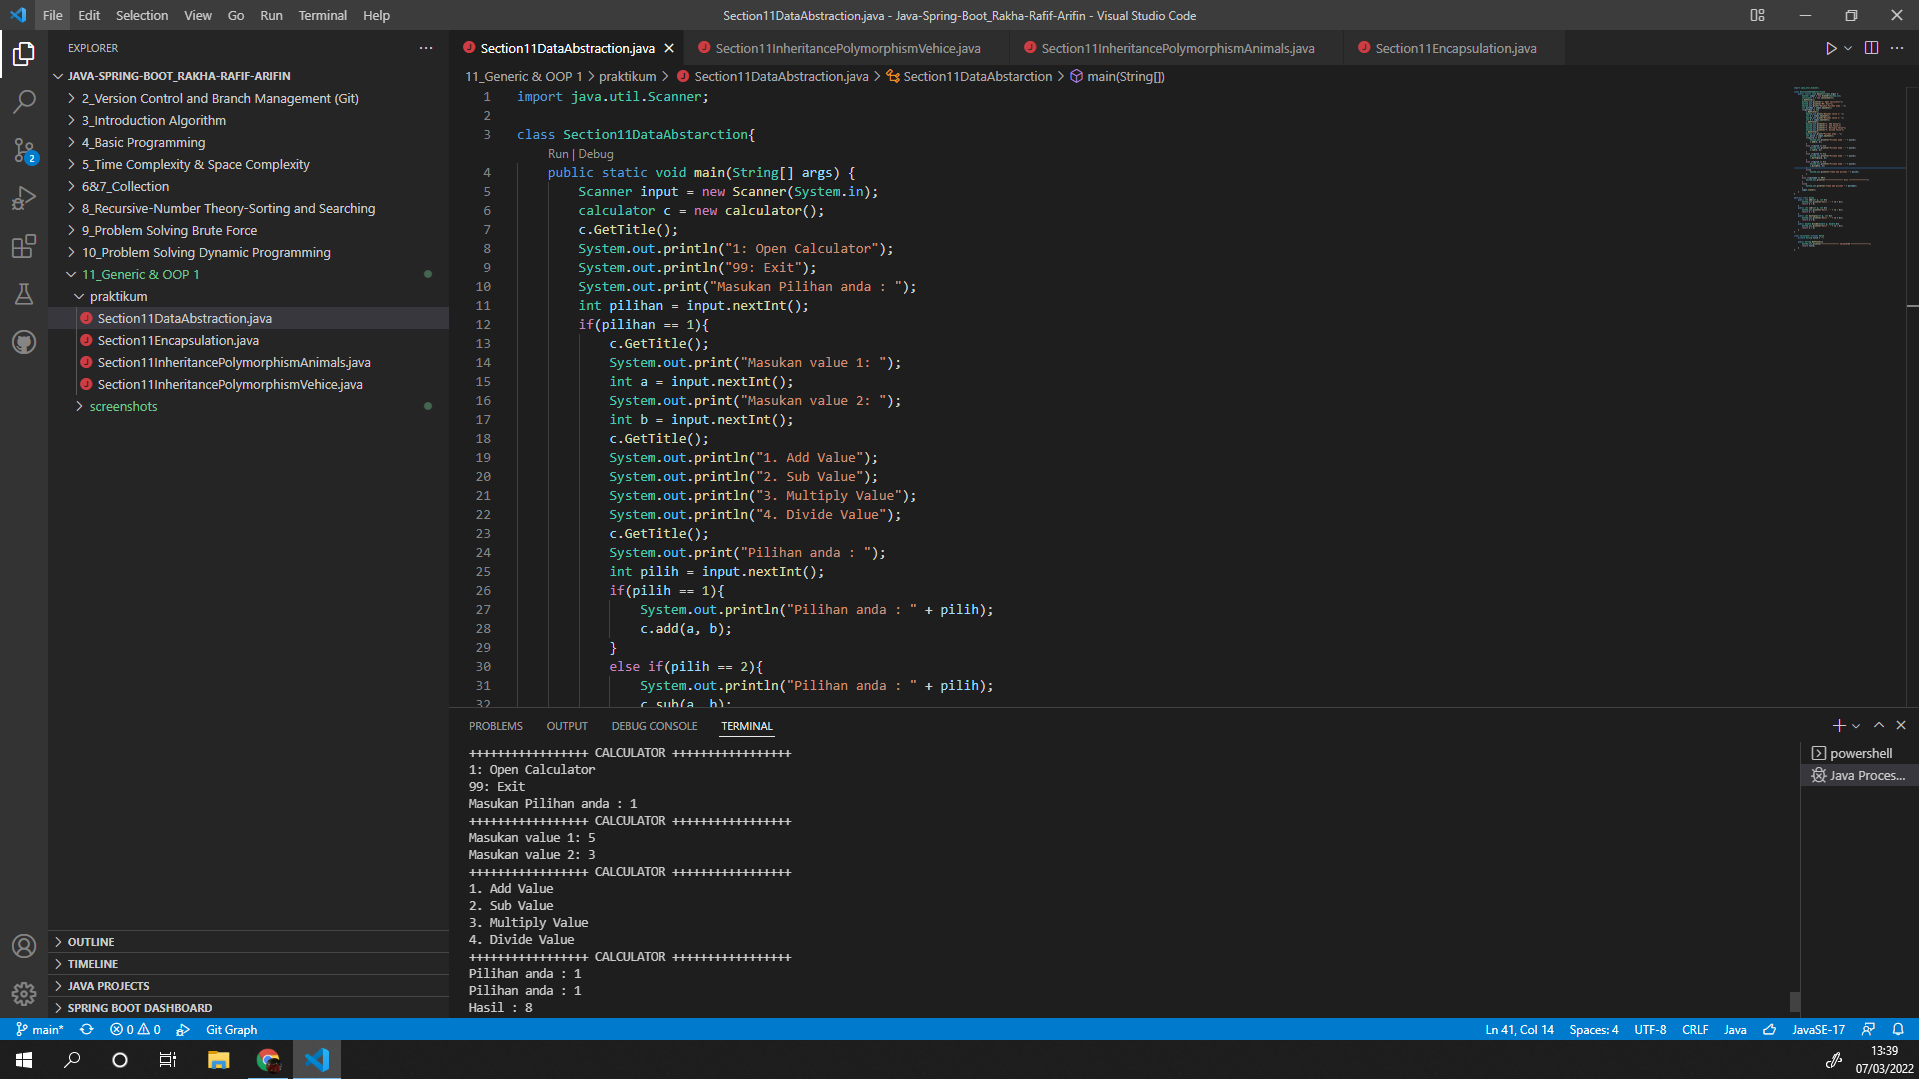 File Edit Selection View Go Run Terminal Help
Section11DataAbstraction.java - Java-Spring-Boot_Rakha-Rafif-Arifin - Visual Studio Code
EXPLORER
JAVA-SPRING-BOOT_RAKHA-RAFIF-ARIFIN
2_Version Control and Branch Management (Git)
3_Introduction Algorithm
4_Basic Programming
5_Time Complexity & Space Complexity
6&7_Collection
8_Recursive-Number Theory-Sorting and Searching
9_Problem Solving Brute Force
10_Problem Solving Dynamic Programming
11_Generic & OOP 1
praktikum
Section11DataAbstraction.java
Section11Encapsulation.java
Section11InheritancePolymorphismAnimals.java
Section11InheritancePolymorphismVehice.java
screenshots
OUTLINE
TIMELINE
JAVA PROJECTS
SPRING BOOT DASHBOARD
2
Section11DataAbstraction.java Section11InheritancePolymorphismVehice.java Section11InheritancePolymorphismAnimals.java Section11Encapsulation.java
11_Generic & OOP 1 > praktikum > Section11DataAbstraction.java > Section11DataAbstarction > main(String[])
1 import java.util.Scanner;
2
3 class Section11DataAbstarction{
Run | Debug
4 public static void main(String[] args) {
5 Scanner input = new Scanner(System.in);
6 calculator c = new calculator();
7 c.GetTitle();
8 System.out.println("1: Open Calculator");
9 System.out.println("99: Exit");
10 System.out.print("Masukan Pilihan anda : ");
11 int pilihan = input.nextInt();
12 if(pilihan == 1){
13 c.GetTitle();
14 System.out.print("Masukan value 1: ");
15 int a = input.nextInt();
16 System.out.print("Masukan value 2: ");
17 int b = input.nextInt();
18 c.GetTitle();
19 System.out.println("1. Add Value");
20 System.out.println("2. Sub Value");
21 System.out.println("3. Multiply Value");
22 System.out.println("4. Divide Value");
23 c.GetTitle();
24 System.out.print("Pilihan anda : ");
25 int pilih = input.nextInt();
26 if(pilih == 1){
27 System.out.println("Pilihan anda : " + pilih);
28 c.add(a, b);
29 }
30 else if(pilih == 2){
31 System.out.println("Pilihan anda : " + pilih);
32 c.sub(a, b);
PROBLEMS OUTPUT DEBUG CONSOLE TERMINAL
+++++++++++++++++ CALCULATOR +++++++++++++++++
1: Open Calculator
99: Exit
Masukan Pilihan anda : 1
+++++++++++++++++ CALCULATOR +++++++++++++++++
Masukan value 1: 5
Masukan value 2: 3
+++++++++++++++++ CALCULATOR +++++++++++++++++
1. Add Value
2. Sub Value
3. Multiply Value
4. Divide Value
+++++++++++++++++ CALCULATOR +++++++++++++++++
Pilihan anda : 1
Pilihan anda : 1
Hasil : 8
powershell
Java Proces...
main* 0 0 Git Graph
Ln 41, Col 14 Spaces: 4 UTF-8 CRLF Java JavaSE-17
13:39
07/03/2022